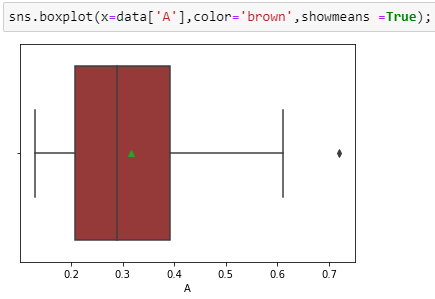 sns.boxplot(x=data['A'],color='brown',showmeans =True);
0.2 0.3 0.4 0.5 0.6 0.7
A